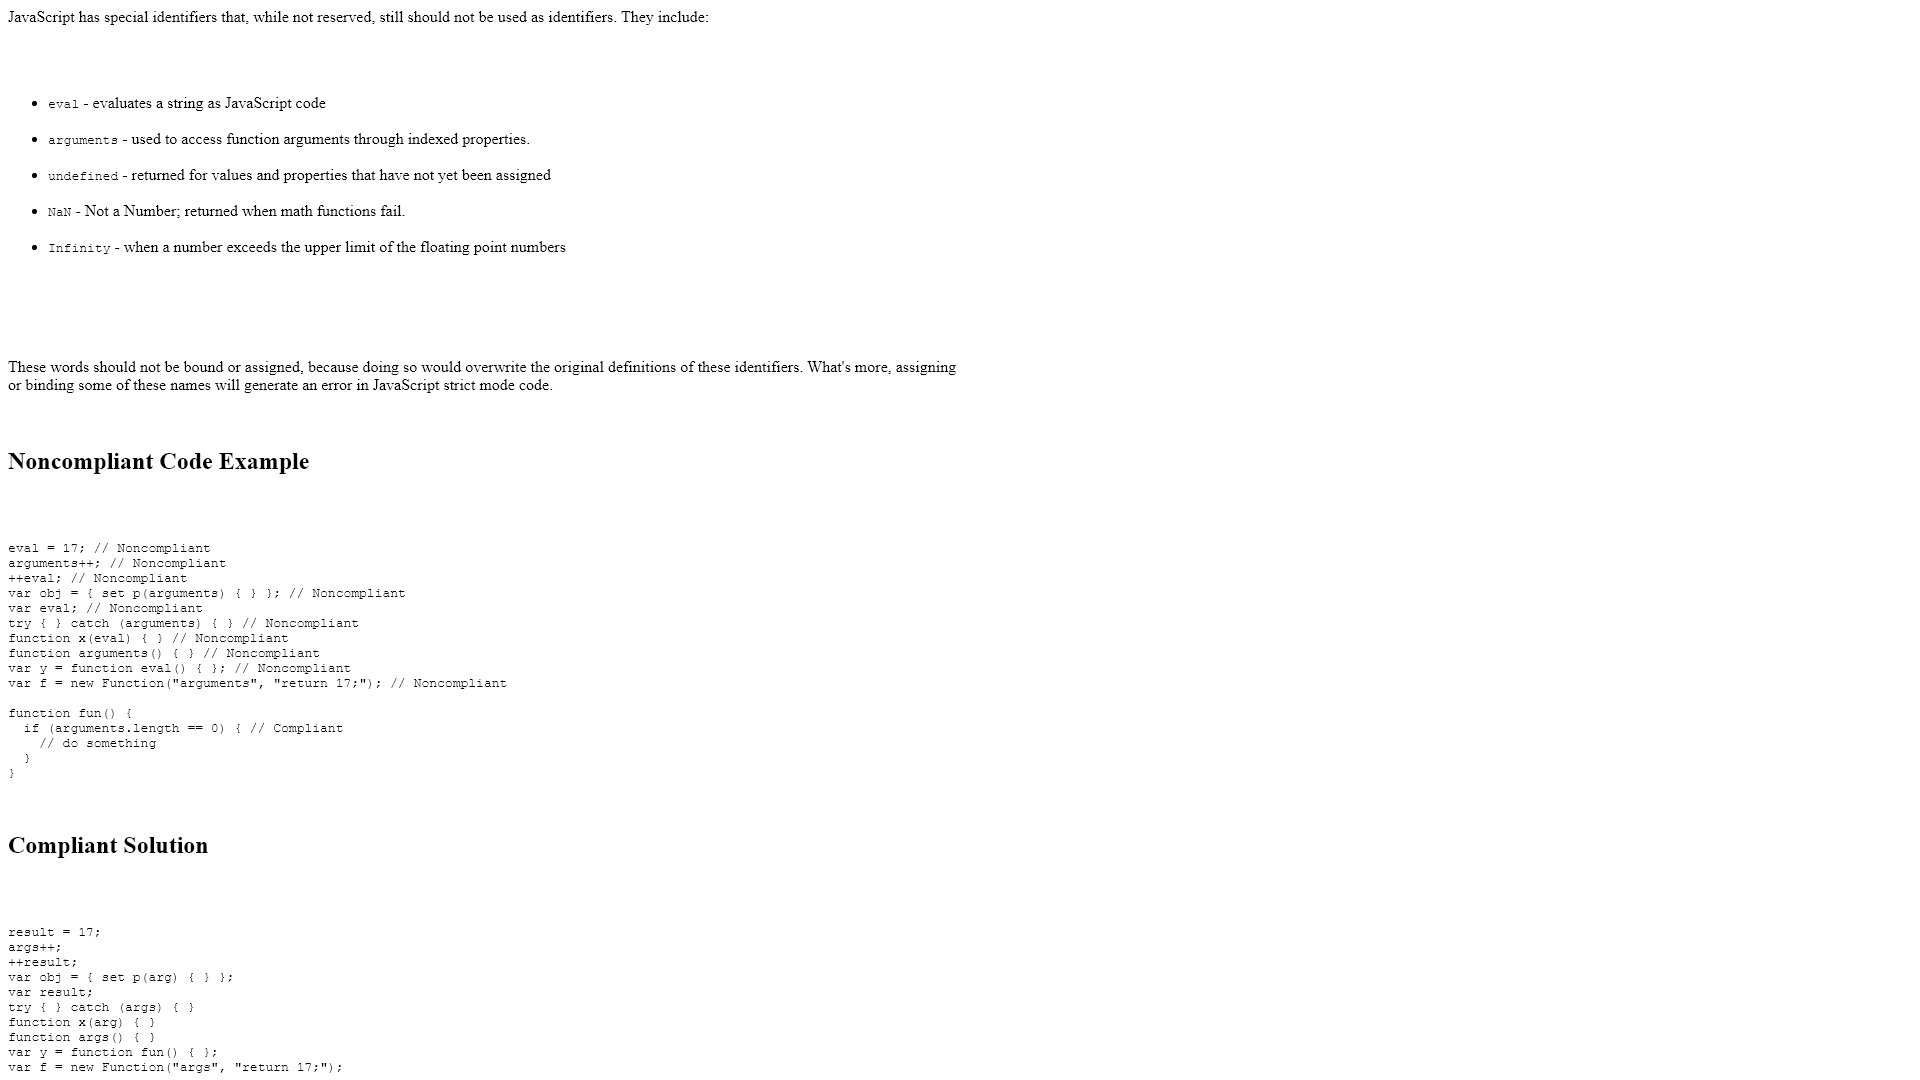 JavaScript has special identifiers that, while not reserved, still should not be used as identifiers. They include:
• eval - evaluates a string as JavaScript code
• arguments - used to access function arguments through indexed properties.
• undefined - returned for values and properties that have not yet been assigned
• NaN - Not a Number; returned when math functions fail.
• Infinity - when a number exceeds the upper limit of the floating point numbers
These words should not be bound or assigned, because doing so would overwrite the original definitions of these identifiers. What's more, assigning
or binding some of these names will generate an error in JavaScript strict mode code.
Noncompliant Code Example
eval = 17; // Noncompliant
arguments++; // Noncompliant
++eval; // Noncompliant
var obj = { set p(arguments) { } }; // Noncompliant
var eval; // Noncompliant
try { } catch (arguments) { } // Noncompliant
function x(eval) { } // Noncompliant
function arguments() { } // Noncompliant
var y = function eval() { }; // Noncompliant
var f = new Function("arguments", "return 17;"); // Noncompliant
function fun() {
  if (arguments.length == 0) { // Compliant
    // do something
  }
}
Compliant Solution
result = 17;
args++;
++result;
var obj = { set p(arg) { } };
var result;
try { } catch (args) { }
function x(arg) { }
function args() { }
var y = function fun() { };
var f = new Function("args", "return 17;");